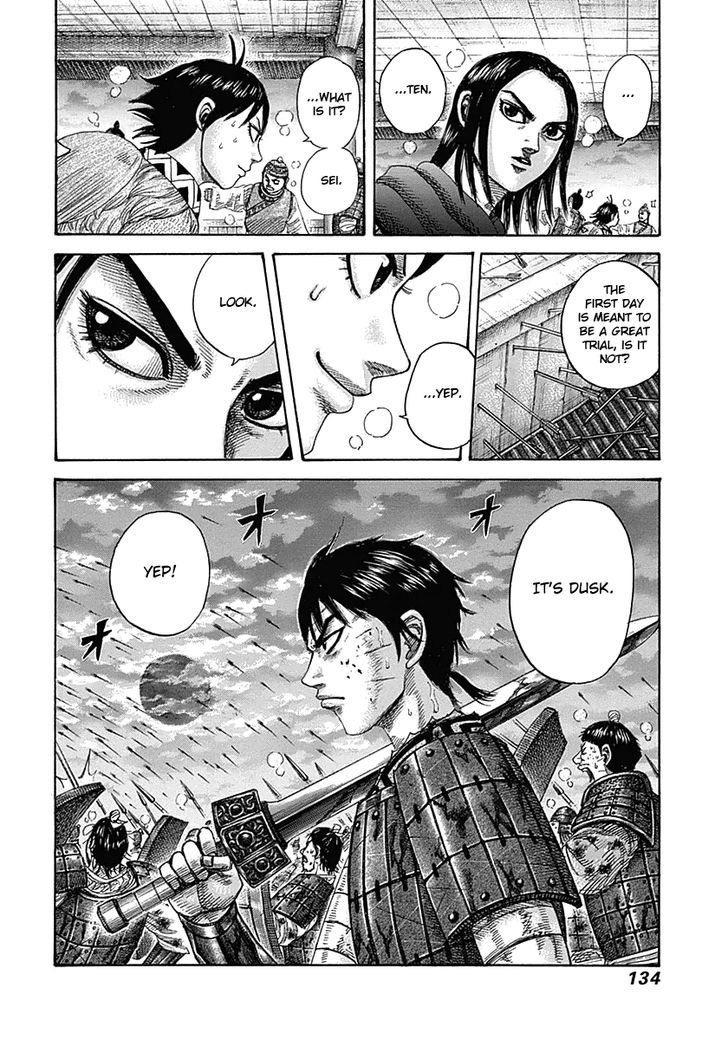 ...
...TEN.
...WHAT
IS IT?
SEI.
THE
FIRST DAY
IS MEANT
TO BE
A GREAT
TRIAL, IS IT
NOT?
...YEP.
LOOK.
IT'S DUSK.
YEP!
134